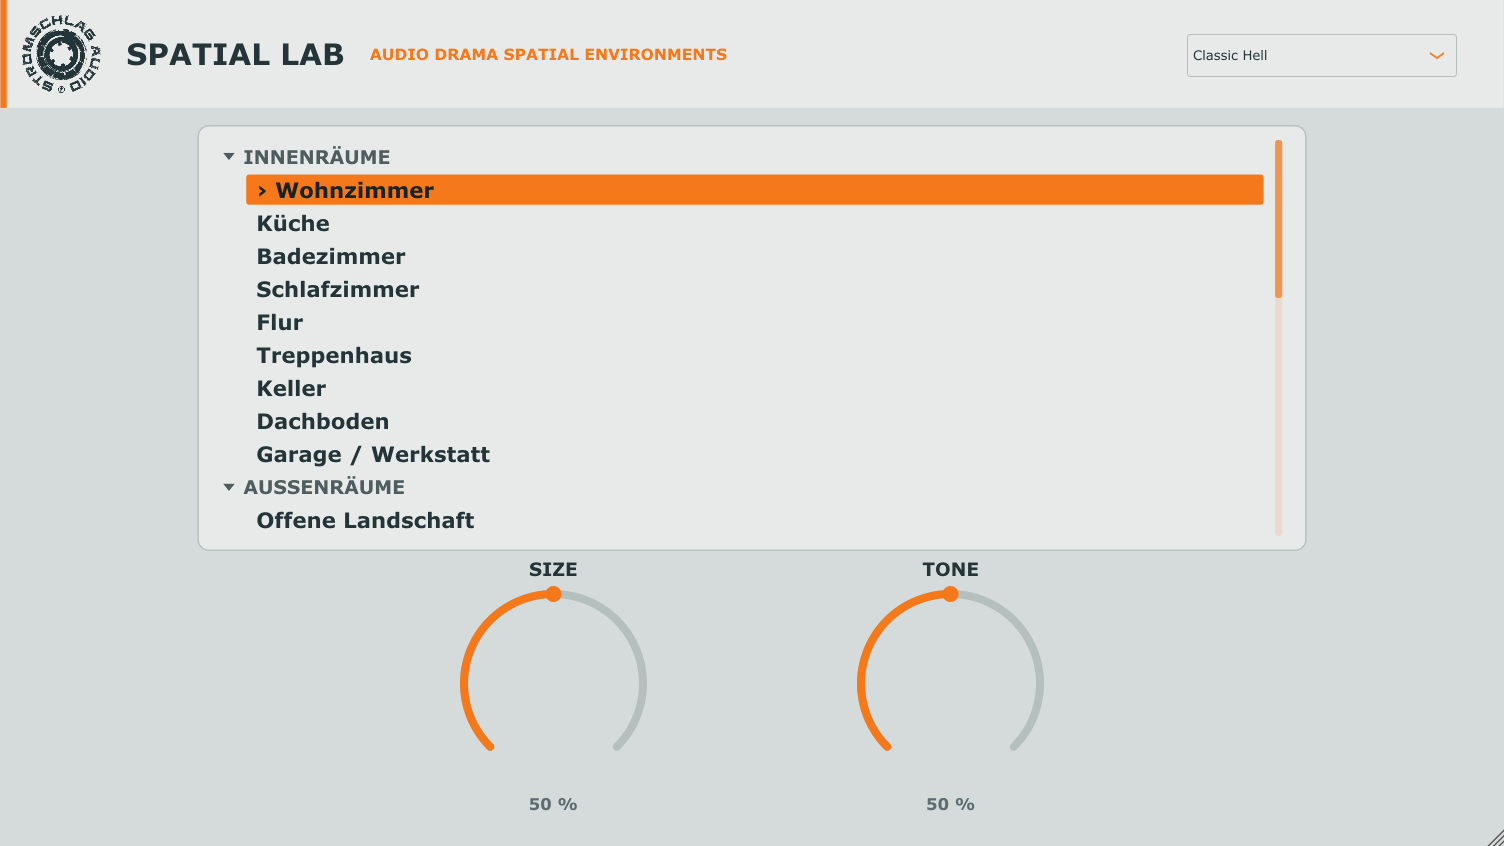 STROMSCHLAG AUDIO
SPATIAL LAB
AUDIO DRAMA SPATIAL ENVIRONMENTS
Classic Hell
INNENRÄUME
› Wohnzimmer
Küche
Badezimmer
Schlafzimmer
Flur
Treppenhaus
Keller
Dachboden
Garage / Werkstatt
AUSSENRÄUME
Offene Landschaft
SIZE
TONE
50 %
50 %